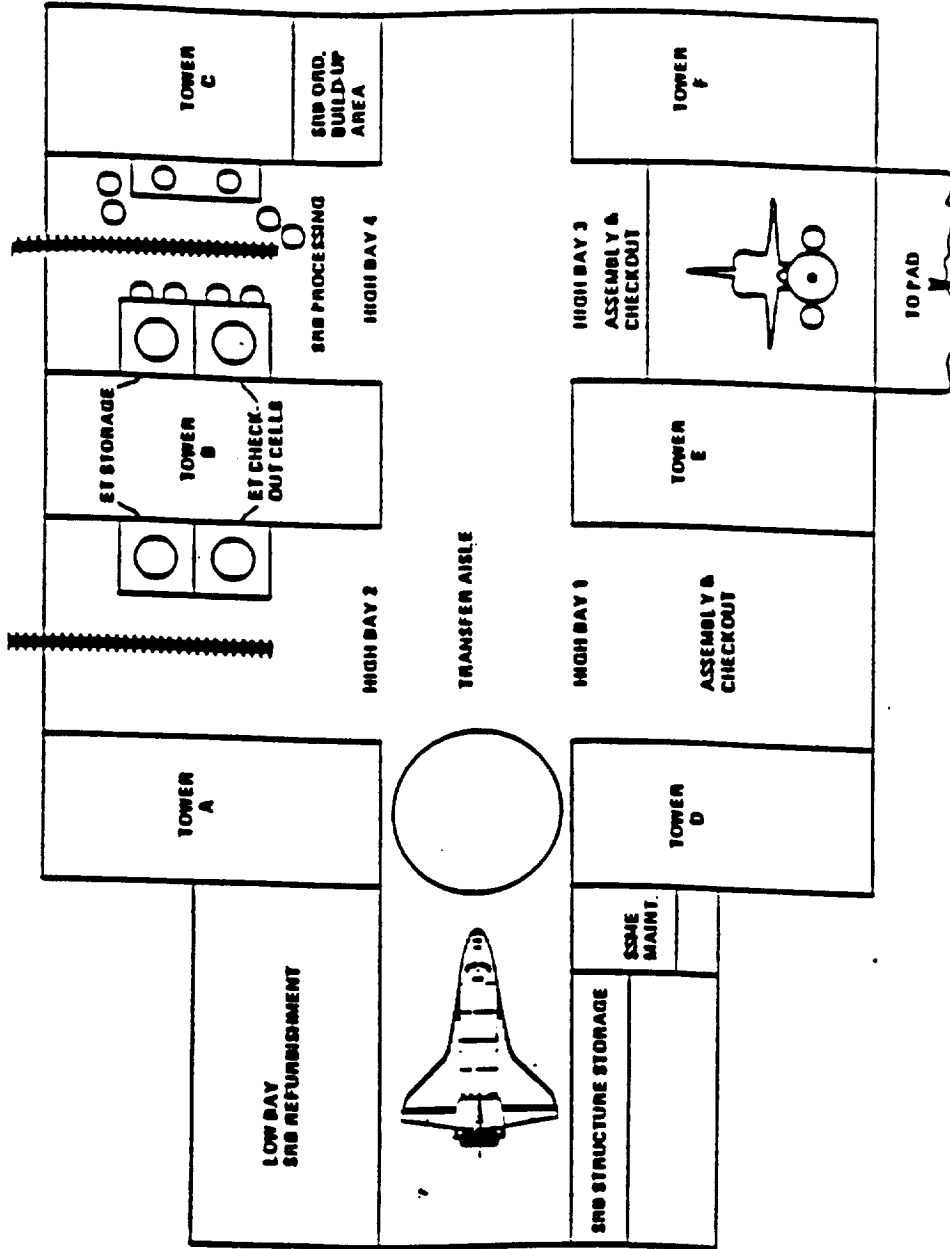 ET STORAGE
TOWER
A
TOWER
B
TOWER
C
ET CHECK-
OUT CELLS
LOW BAY
SRB REFURBISHMENT
SRB PROCESSING
SRB ORD.
BUILD-UP
AREA
HIGH BAY 2
HIGH BAY 4
TRANSFER AISLE
HIGH BAY 1
HIGH BAY 3
ASSEMBLY &
CHECKOUT
SRB STRUCTURE STORAGE
SSME
MAINT.
TOWER
D
TOWER
E
TOWER
F
ASSEMBLY &
CHECKOUT
TO PAD